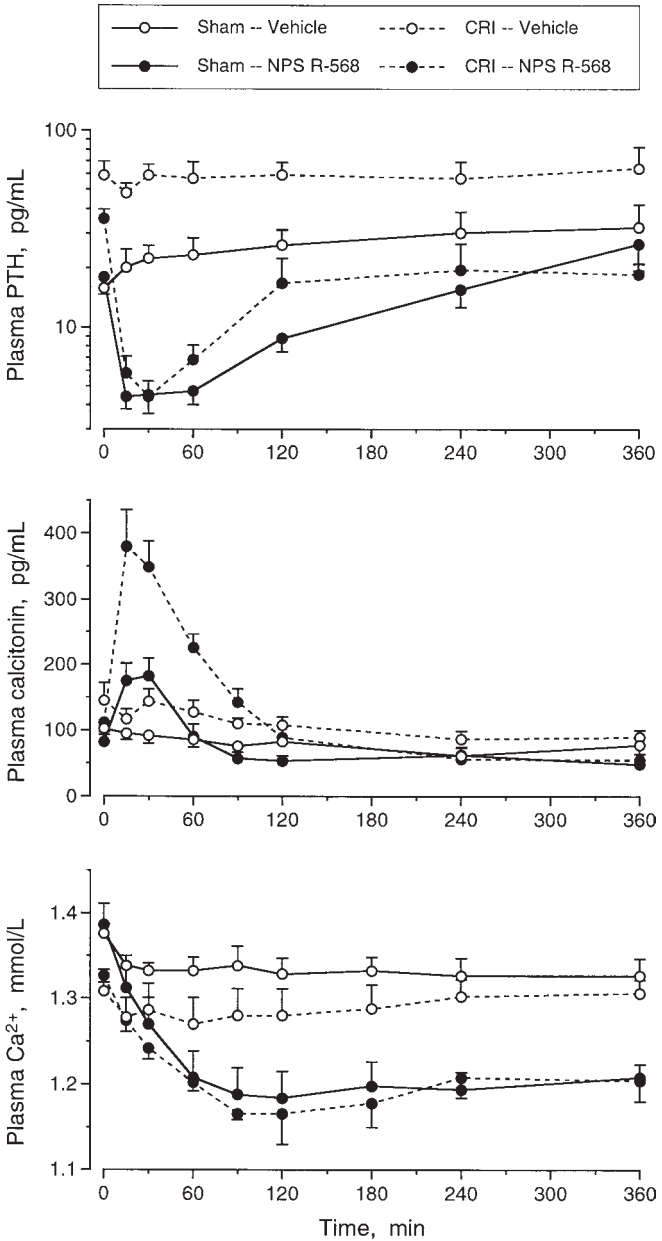 Sham -- Vehicle CRI -- Vehicle
Sham -- NPS R-568 CRI -- NPS R-568
Plasma PTH, pg/mL
100
10
0 60 120 180 240 300 360
Plasma calcitonin, pg/mL
400
300
200
100
0
0 60 120 180 240 300 360
Plasma Ca²⁺, mmol/L
1.4
1.3
1.2
1.1
0 60 120 180 240 300 360
Time, min